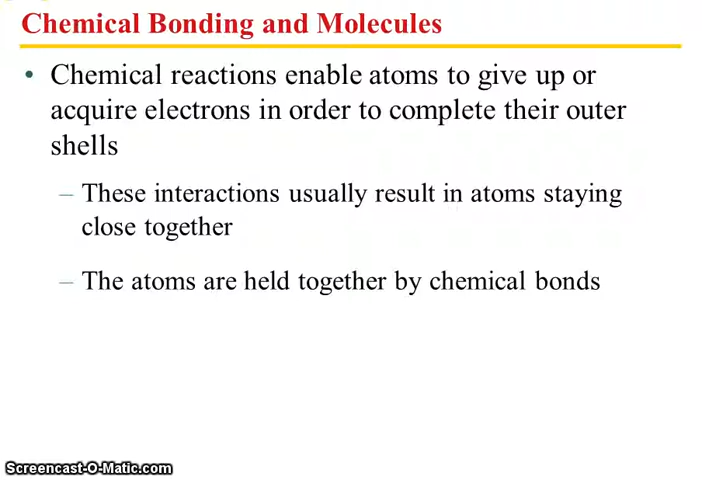 Chemical Bonding and Molecules
• Chemical reactions enable atoms to give up or
acquire electrons in order to complete their outer
shells
– These interactions usually result in atoms staying
close together
– The atoms are held together by chemical bonds
Screencast-O-Matic.com